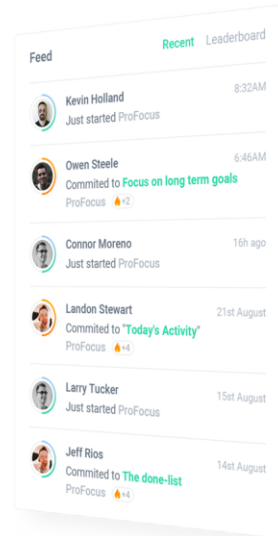 Feed Recent Leaderboard
Kevin Holland 8:32AM
Just started ProFocus
Owen Steele 6:46AM
Commited to Focus on long term goals
ProFocus 🔥+2
Connor Moreno 16h ago
Just started ProFocus
Landon Stewart 21st August
Commited to "Today's Activity"
ProFocus 🔥+4
Larry Tucker 15st August
Just started ProFocus
Jeff Rios 14st August
Commited to The done-list
ProFocus 🔥+4